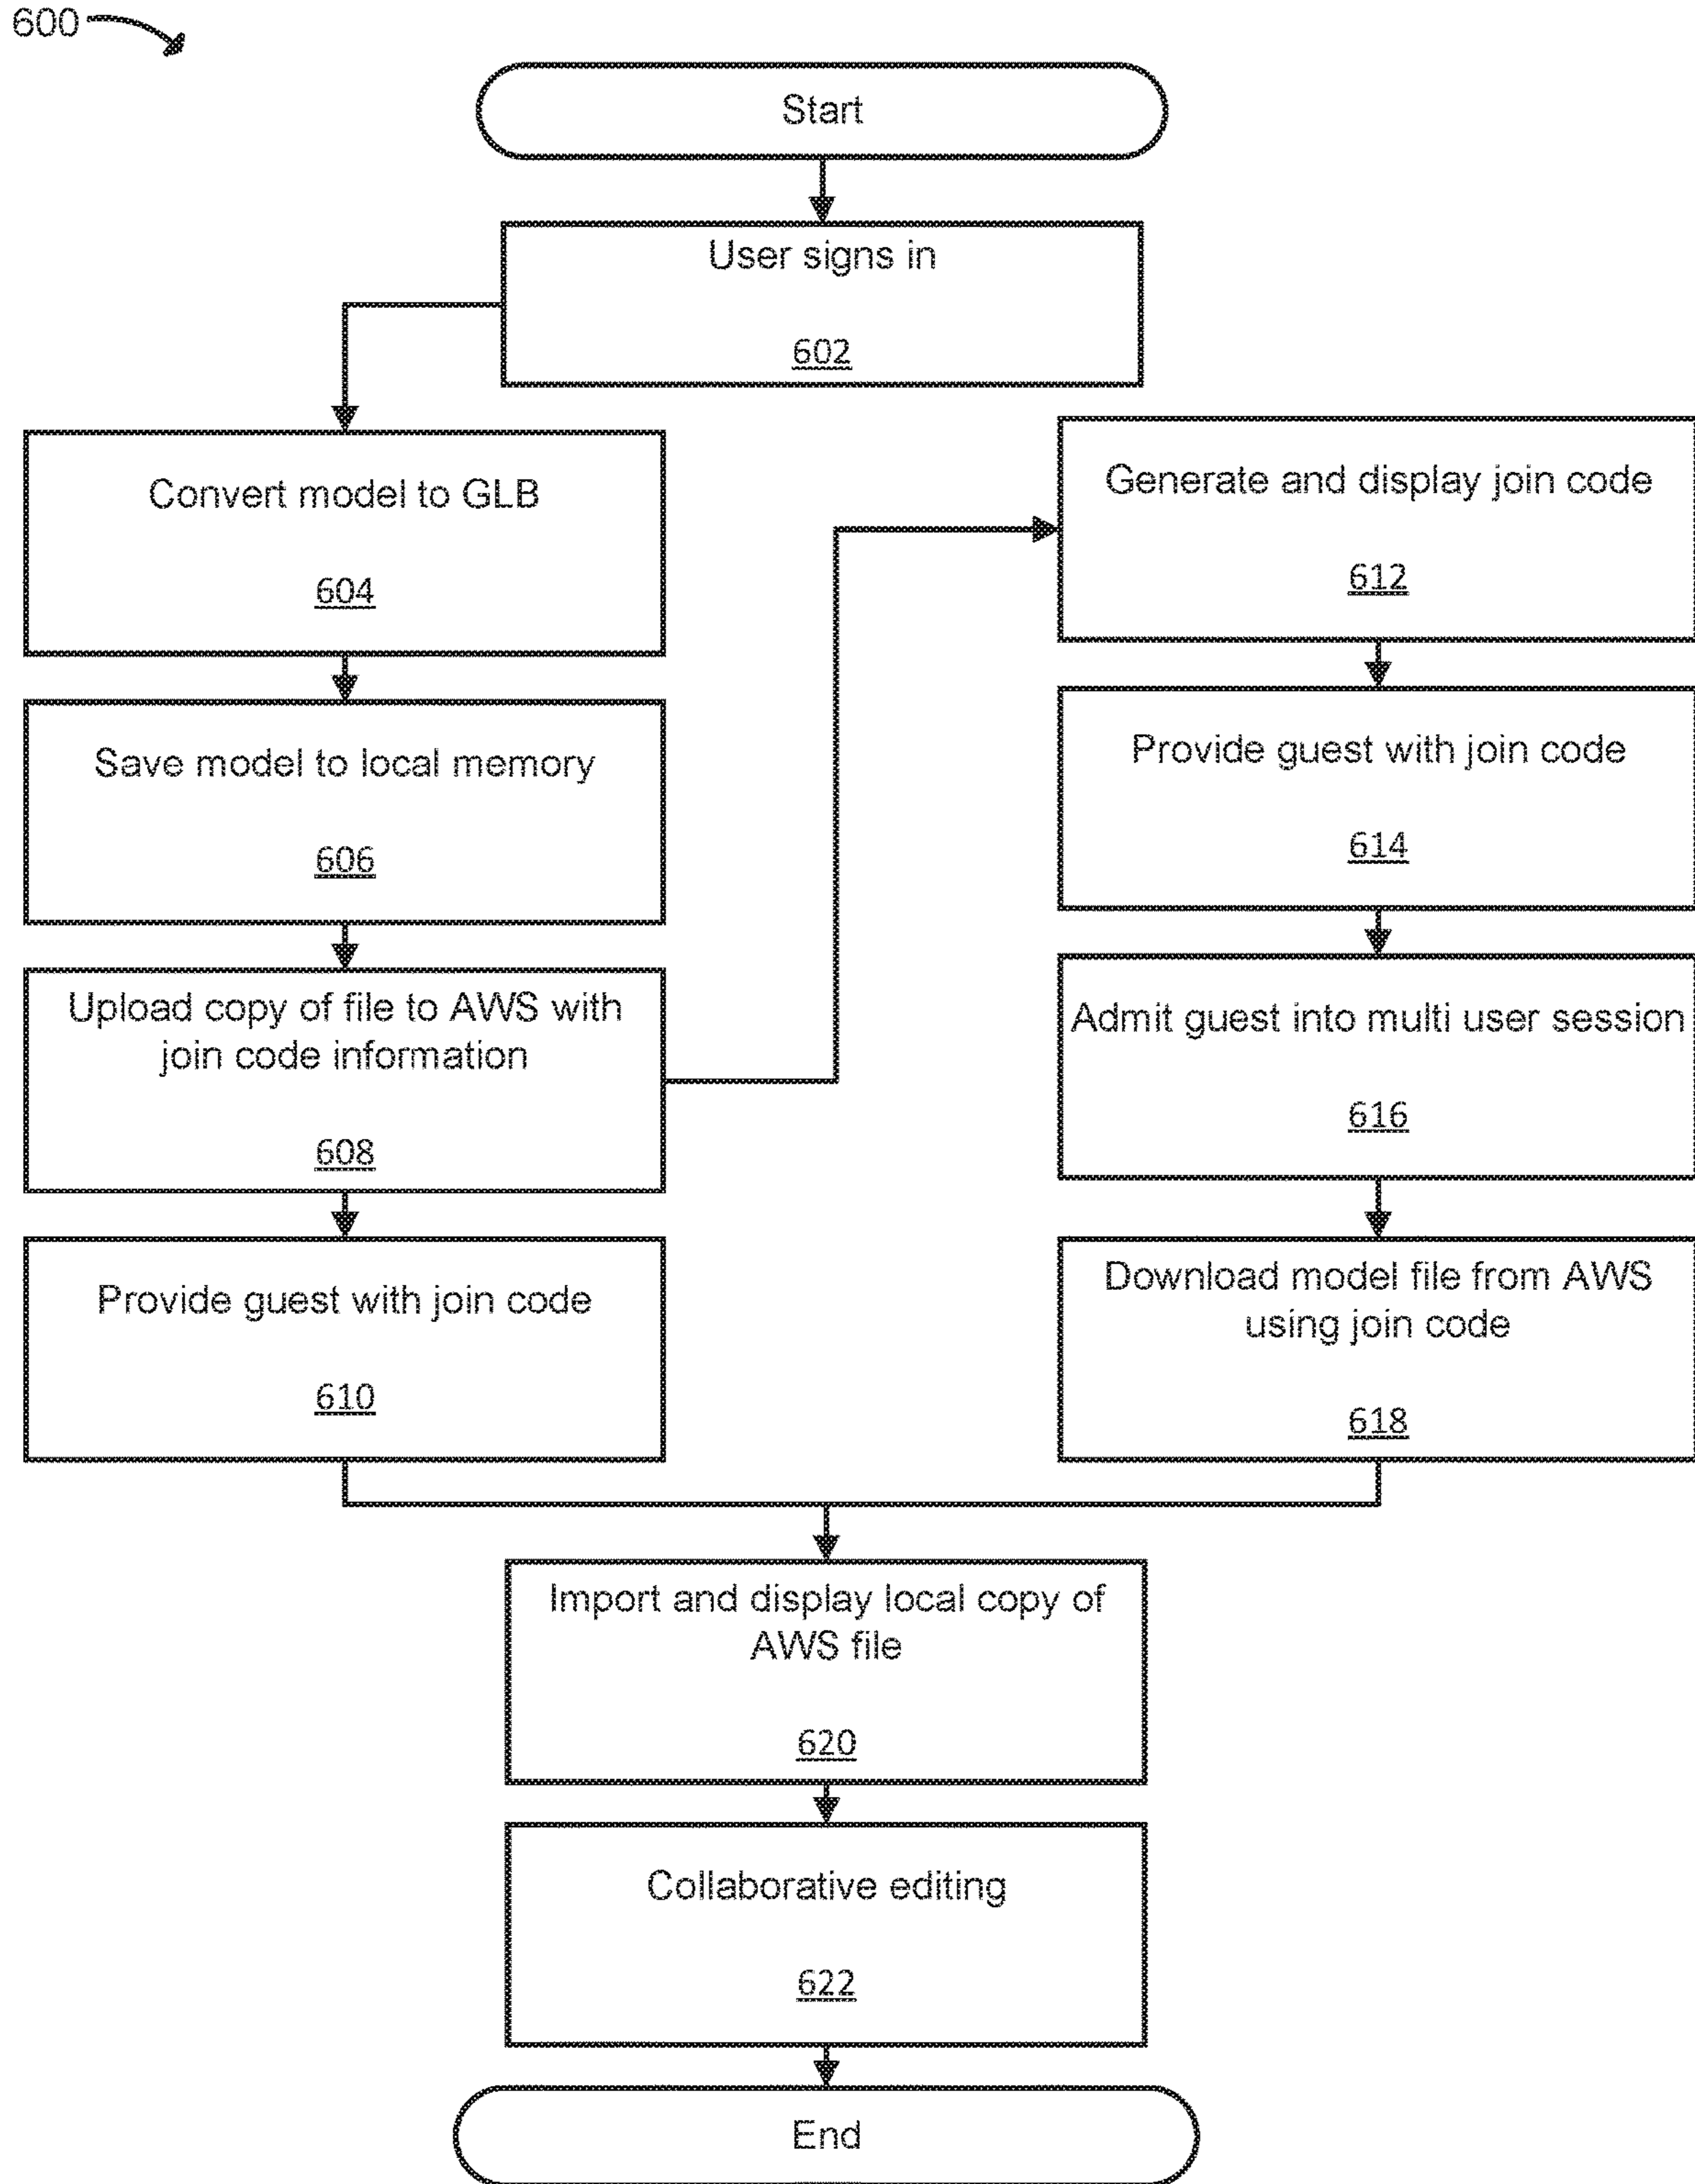 600
Start
User signs in
602
Convert model to GLB
604
Save model to local memory
606
Upload copy of file to AWS with
join code information
608
Provide guest with join code
610
Generate and display join code
612
Provide guest with join code
614
Admit guest into multi user session
616
Download model file from AWS
using join code
618
Import and display local copy of
AWS file
620
Collaborative editing
622
End